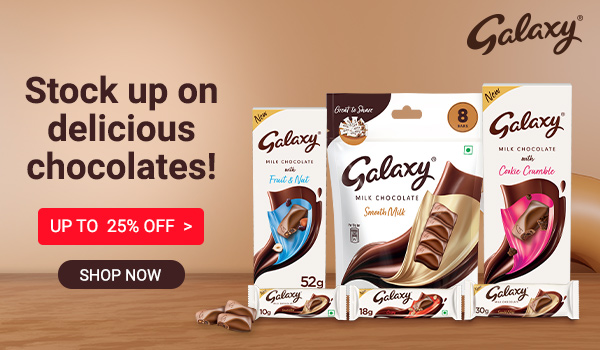 Galaxy®
Stock up on
delicious
chocolates!
UP TO 25% OFF >
SHOP NOW
New
Galaxy®
MILK CHOCOLATE
with
Fruit & Nut
52g
Great to Share
8
BARS
Galaxy®
MILK CHOCOLATE
Smooth Milk
New
Galaxy®
MILK CHOCOLATE
with
Cookie Crumble
Galaxy
10g
Galaxy
18g
Galaxy
30g